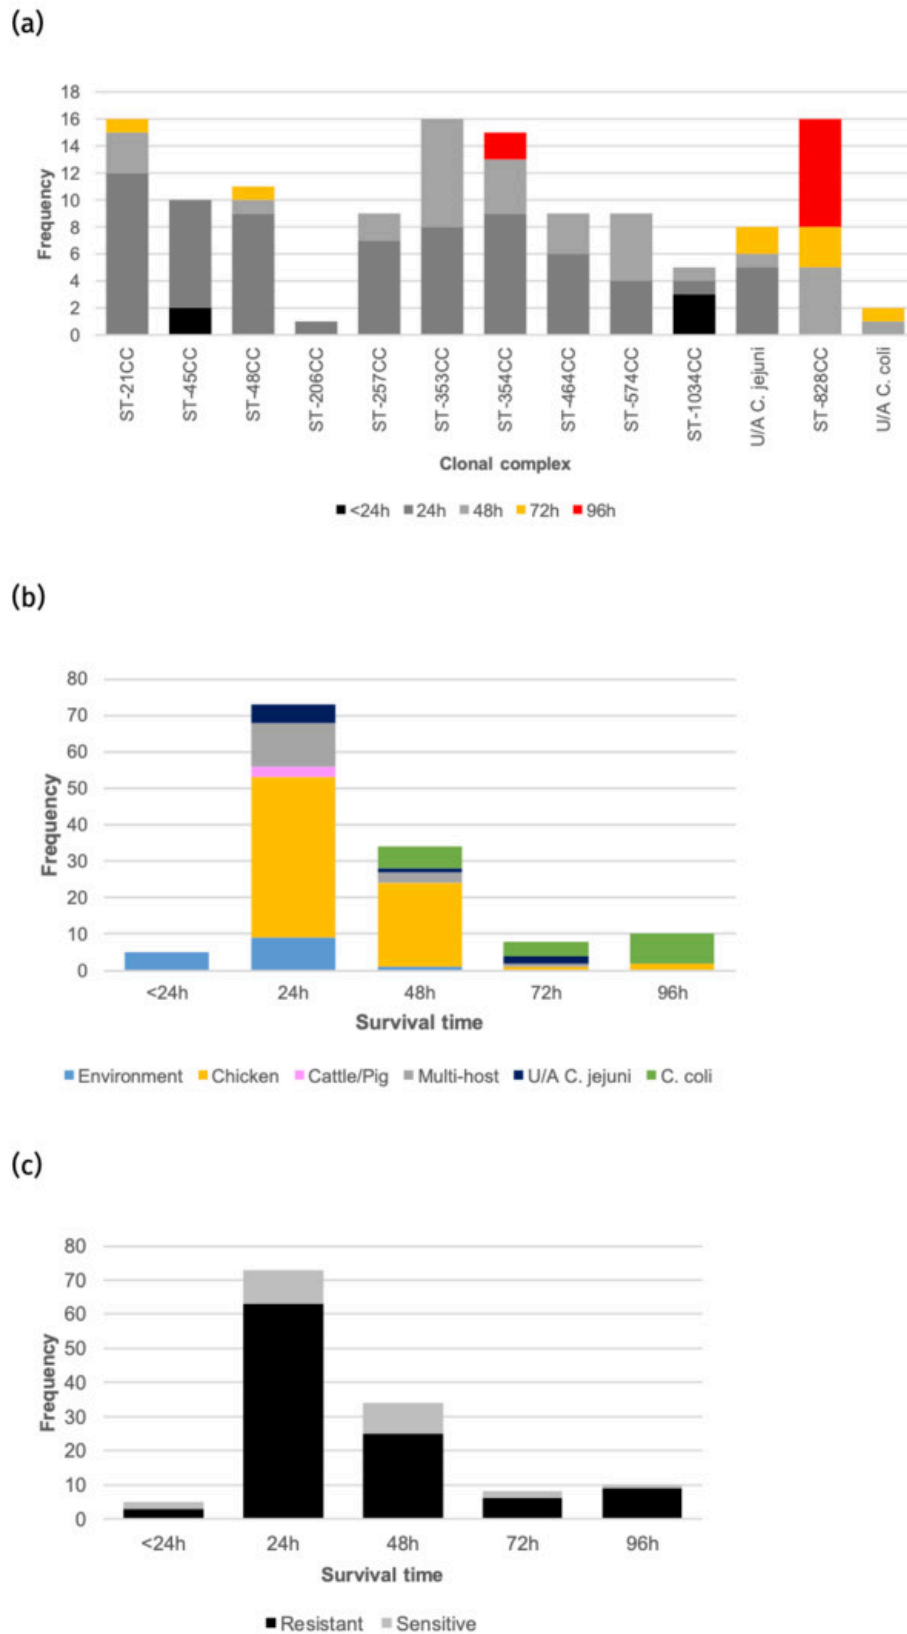 (a)
18
16
14
12
10
8
6
4
2
0
Frequency
ST-21CC
ST-45CC
ST-48CC
ST-206CC
ST-257CC
ST-353CC
ST-354CC
ST-464CC
ST-574CC
ST-1034CC
U/A C. jejuni
ST-828CC
U/A C. coli
Clonal complex
<24h 24h 48h 72h 96h
(b)
80
70
60
50
40
30
20
10
0
Frequency
<24h 24h 48h 72h 96h
Survival time
Environment Chicken Cattle/Pig Multi-host U/A C. jejuni C. coli
(c)
80
70
60
50
40
30
20
10
0
Frequency
<24h 24h 48h 72h 96h
Survival time
Resistant Sensitive